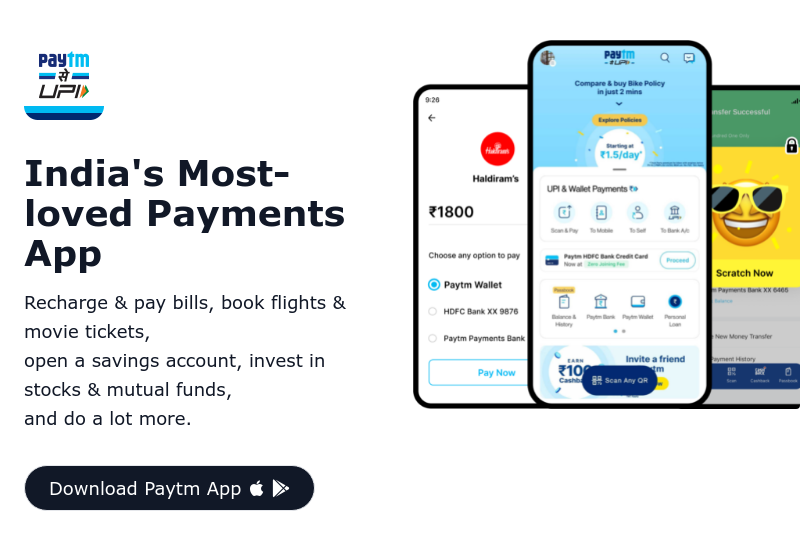 paytm
से
UPI
India's Most-
loved Payments
App
Recharge & pay bills, book flights &
movie tickets,
open a savings account, invest in
stocks & mutual funds,
and do a lot more.
Download Paytm App
9:26
Haldiram's
Haldiram's
₹1800
Choose any option to pay
Paytm Wallet
HDFC Bank XX 9876
Paytm Payments Bank
Pay Now
paytm
UPI
Compare & buy Bike Policy
in just 2 mins
Explore Policies
Starting at
₹1.5/day*
UPI & Wallet Payments
Scan & Pay To Mobile To Self To Bank A/c
Paytm HDFC Bank Credit Card
Now at Zero Joining Fee
Proceed
Balance & History Paytm Bank Paytm Wallet Personal Loan
EARN
₹100
Cashba
Invite a friend
Scan Any QR
nsfer Successful!
Scratch Now
tm Payments Bank XX 6465
Balance
New Money Transfer
Payment History
Scan Cashback Passbook